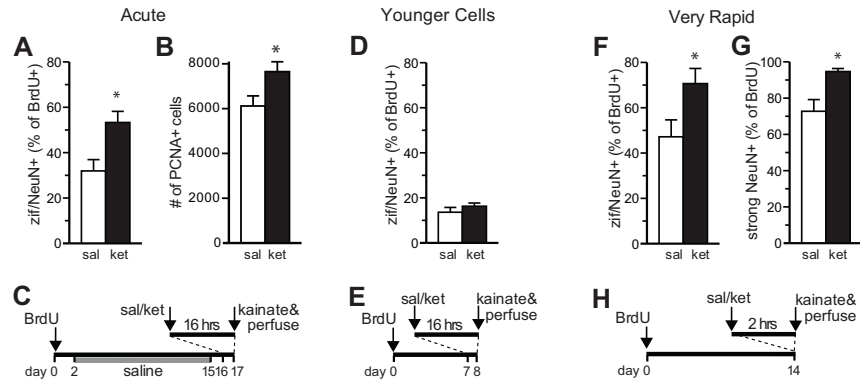 Acute
Younger Cells
Very Rapid
A
zif/NeuN+ (% of BrdU+)
80
60
40
20
0
*
sal ket
B
# of PCNA+ cells
8000
6000
4000
2000
0
*
sal ket
D
zif/NeuN+ (% of BrdU+)
80
60
40
20
0
sal ket
F
zif/NeuN+ (% of BrdU+)
80
60
40
20
0
*
sal ket
G
strong NeuN+ (% of BrdU)
100
80
60
40
20
0
*
sal ket
C
BrdU
sal/ket
16 hrs
kainate&
perfuse
saline
day 0 2 15 16 17
E
BrdU
sal/ket
16 hrs
kainate&
perfuse
day 0 7 8
H
BrdU
sal/ket
2 hrs
kainate&
perfuse
day 0 14